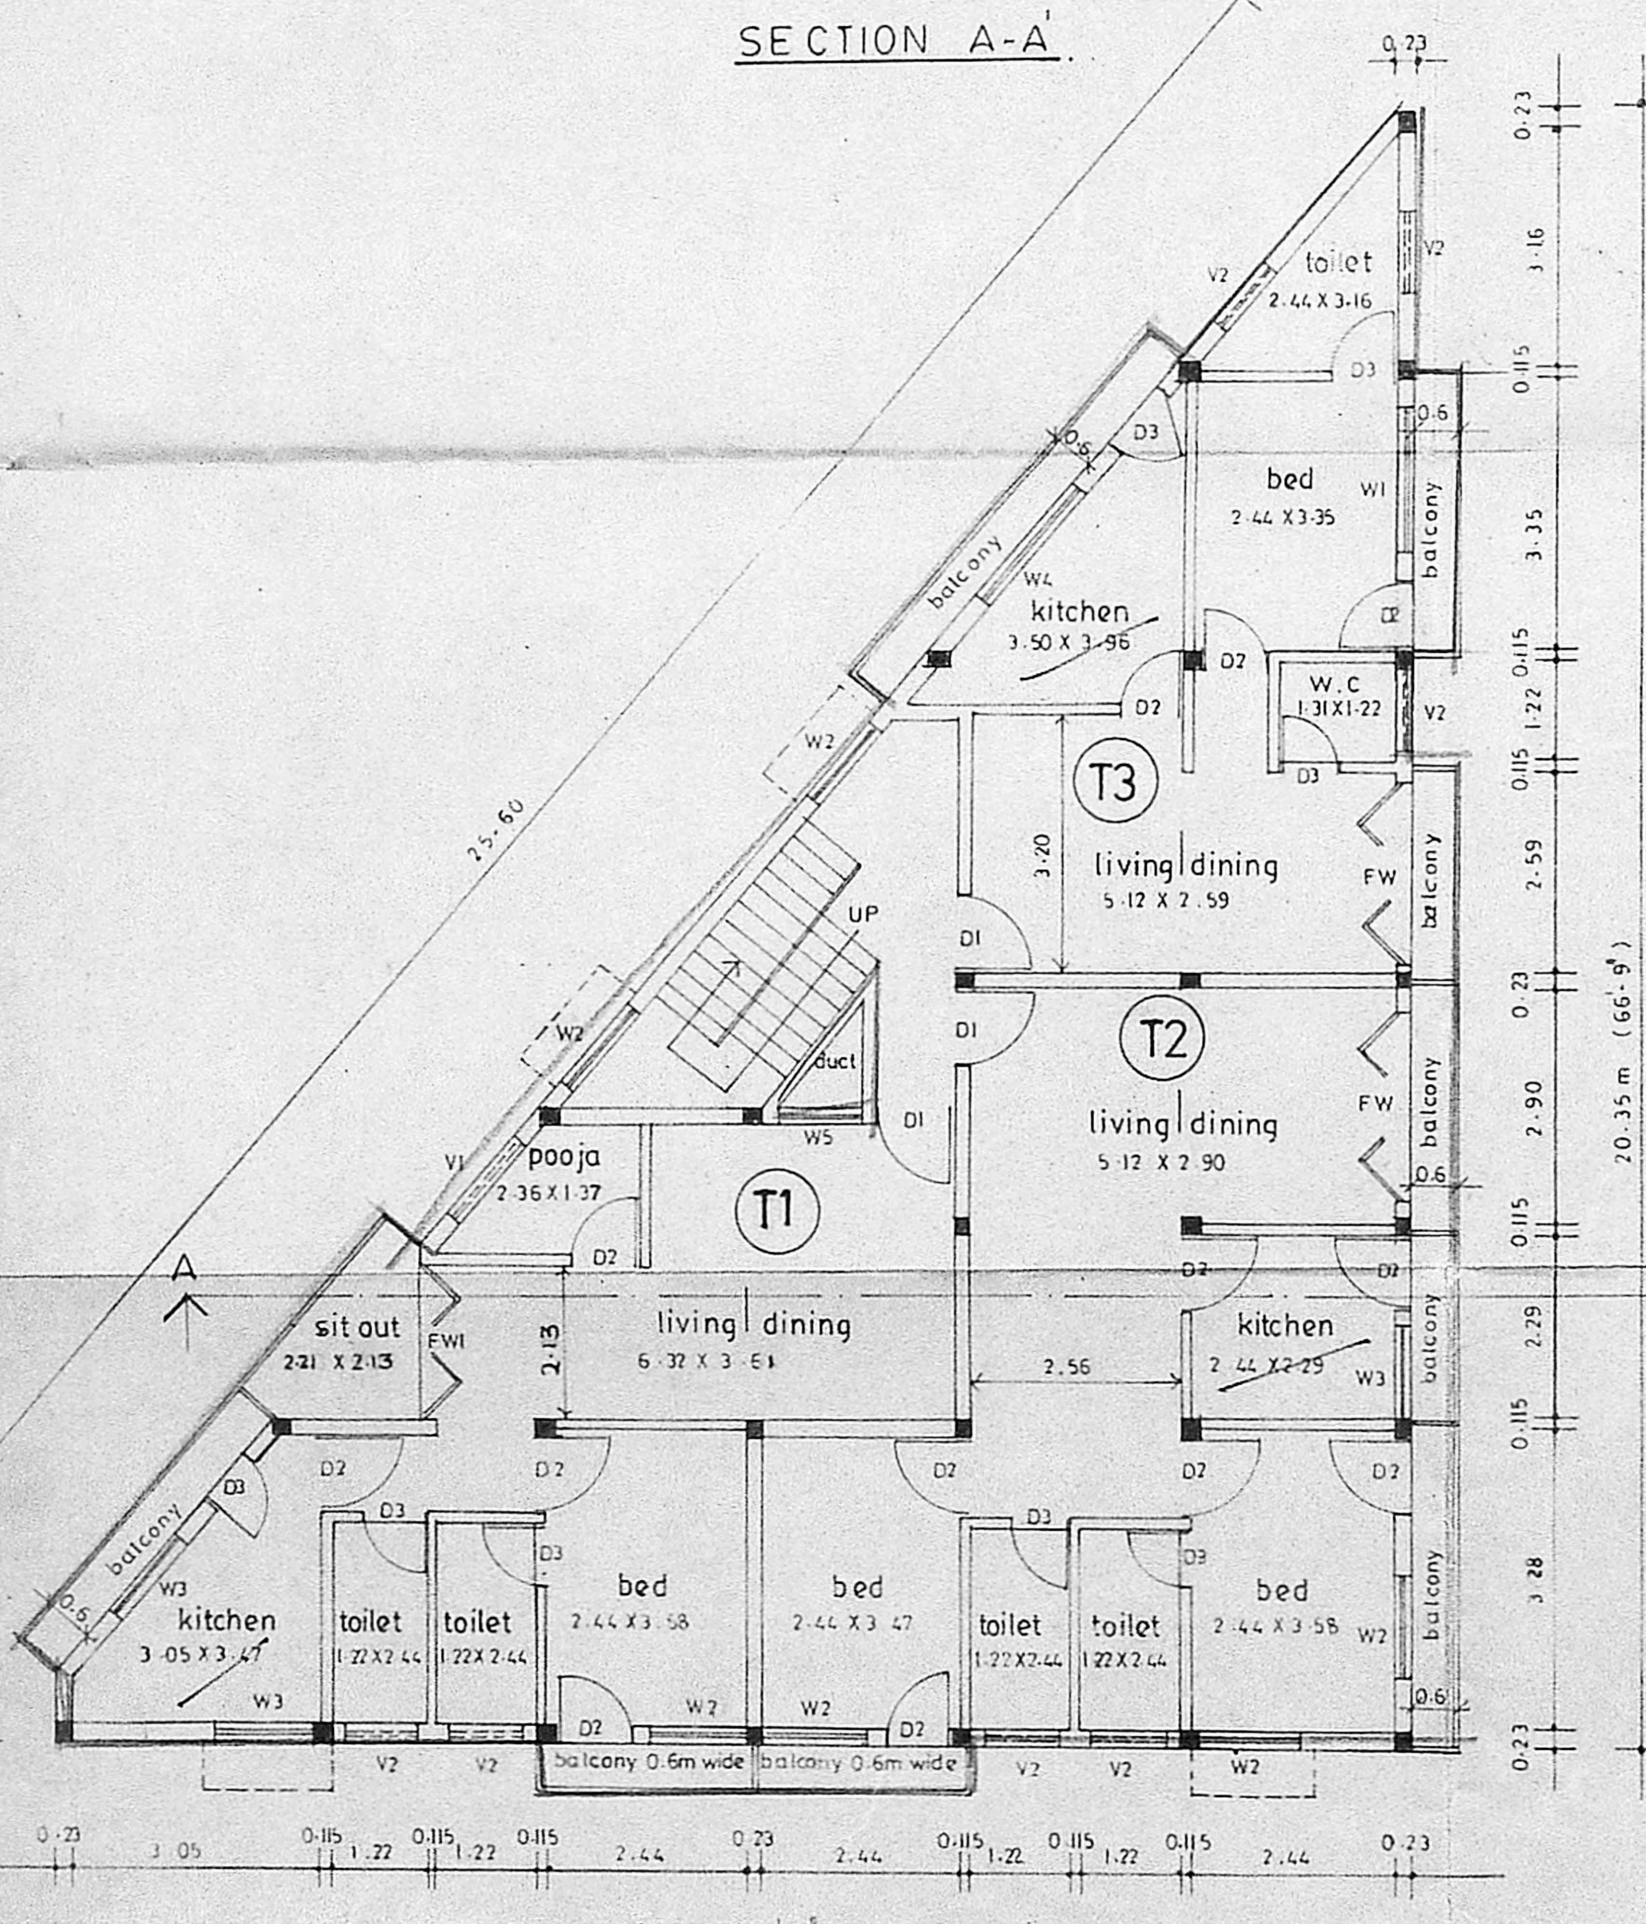 SECTION A-A'.
0.23
0.23
toilet
2.44 X 3.16
V2
V2
3.16
D3
0.115
0.6
D3
0.6
bed
2.44 X 3.35
W1
balcony
3.35
balcony
W4
kitchen
3.50 X 3.96
D2
D2
0.115
W.C
1.31X1.22
V2
1.22
D2
W2
D3
0.115
T3
3.20
living dining
5.12 X 2.59
FW
balcony
2.59
25.60
UP
D1
0.23
20.35 m (66'-9")
W2
D1
T2
duct
living dining
5.12 X 2.90
FW
balcony
2.90
W5
D1
V1
pooja
2.36 X 1.37
T1
0.6
0.115
D2
D2
D2
A
sit out
2.21 X 2.13
FW1
2.13
living dining
6.32 X 3.61
2.56
kitchen
2.44 X 2.29
W3
balcony
2.29
0.115
D2
D2
D2
D2
D2
D3
D3
D3
D3
D3
balcony
0.6
W3
kitchen
3.05 X 3.47
toilet
1.22X2.44
toilet
1.22X2.44
bed
2.44 X 3.58
bed
2.44 X 3.47
toilet
1.22X2.44
toilet
1.22X2.44
bed
2.44 X 3.58
W2
balcony
3.28
W3
D2
W2
W2
D2
0.6
0.23
V2
V2
balcony 0.6m wide
balcony 0.6m wide
V2
V2
W2
0.23
3.05
0.115
1.22
0.115
1.22
0.115
2.44
0.23
2.44
0.115
1.22
0.115
1.22
0.115
2.44
0.23